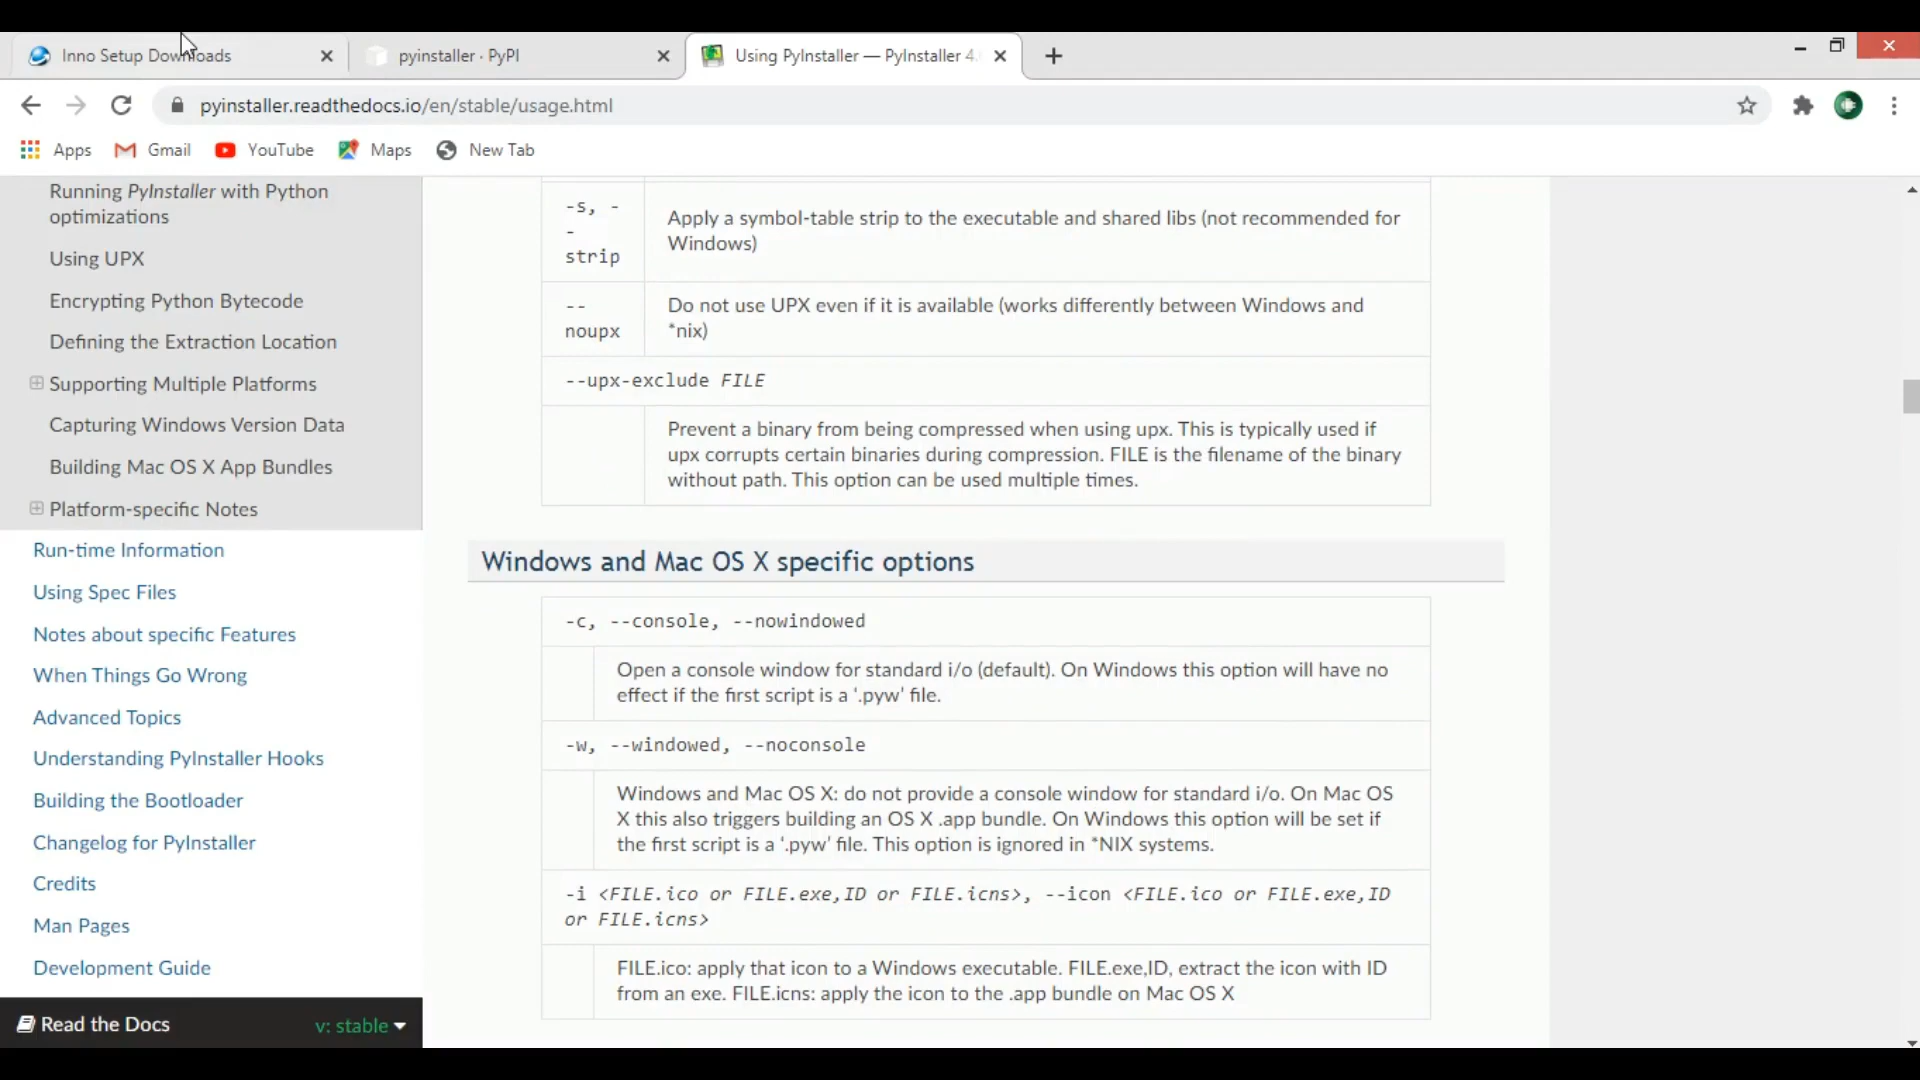 Inno Setup Downloads
pyinstaller · PyPI
Using PyInstaller — PyInstaller 4.
pyinstaller.readthedocs.io/en/stable/usage.html
Apps
Gmail
YouTube
Maps
New Tab
Running PyInstaller with Python
optimizations
Using UPX
Encrypting Python Bytecode
Defining the Extraction Location
Supporting Multiple Platforms
Capturing Windows Version Data
Building Mac OS X App Bundles
Platform-specific Notes
Run-time Information
Using Spec Files
Notes about specific Features
When Things Go Wrong
Advanced Topics
Understanding PyInstaller Hooks
Building the Bootloader
Changelog for PyInstaller
Credits
Man Pages
Development Guide
Read the Docs
v: stable
-s, -
-
strip
Apply a symbol-table strip to the executable and shared libs (not recommended for
Windows)
--
noupx
Do not use UPX even if it is available (works differently between Windows and
*nix)
--upx-exclude FILE
Prevent a binary from being compressed when using upx. This is typically used if
upx corrupts certain binaries during compression. FILE is the filename of the binary
without path. This option can be used multiple times.
Windows and Mac OS X specific options
-c, --console, --nowindowed
Open a console window for standard i/o (default). On Windows this option will have no
effect if the first script is a ‘.pyw’ file.
-w, --windowed, --noconsole
Windows and Mac OS X: do not provide a console window for standard i/o. On Mac OS
X this also triggers building an OS X .app bundle. On Windows this option will be set if
the first script is a ‘.pyw’ file. This option is ignored in *NIX systems.
-i <FILE.ico or FILE.exe,ID or FILE.icns>, --icon <FILE.ico or FILE.exe,ID
or FILE.icns>
FILE.ico: apply that icon to a Windows executable. FILE.exe,ID, extract the icon with ID
from an exe. FILE.icns: apply the icon to the .app bundle on Mac OS X